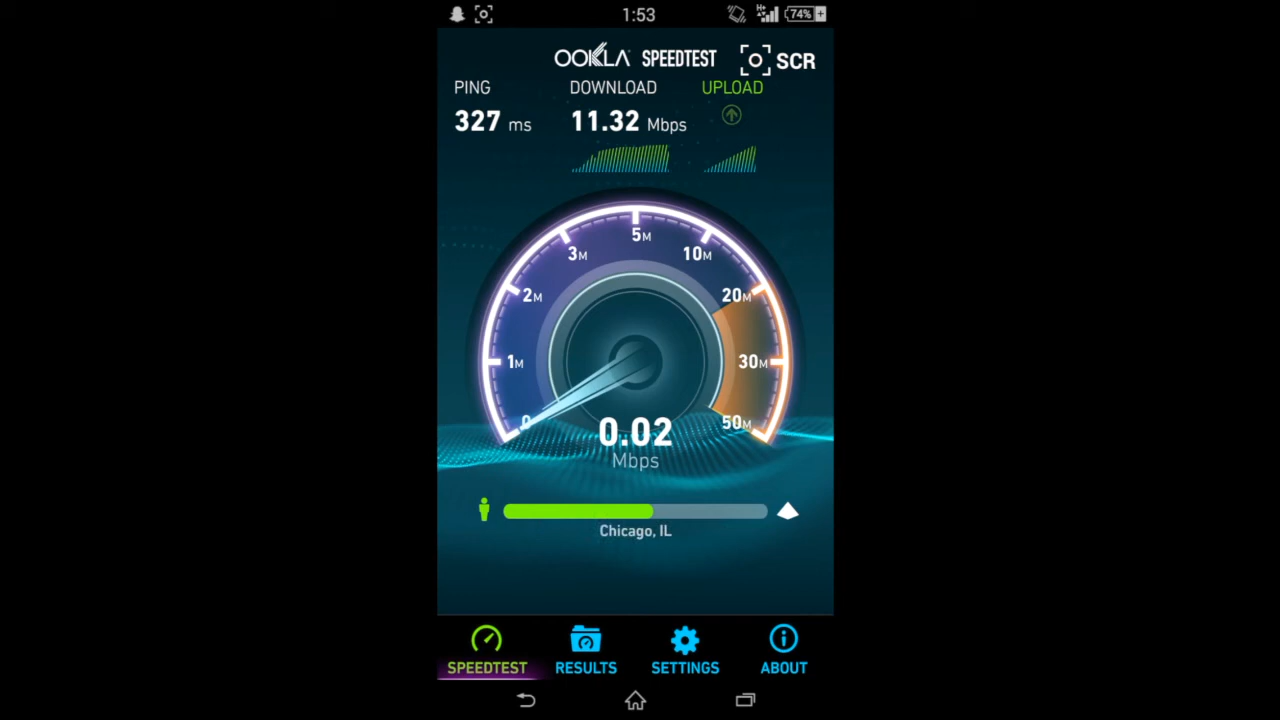 1:53
H+
74%
OOKLA SPEEDTEST
SCR
PING DOWNLOAD UPLOAD
327 ms 11.32 Mbps
5M
3M 10M
2M 20M
1M 30M
0 50M
0.02
Mbps
Chicago, IL
SPEEDTEST RESULTS SETTINGS ABOUT